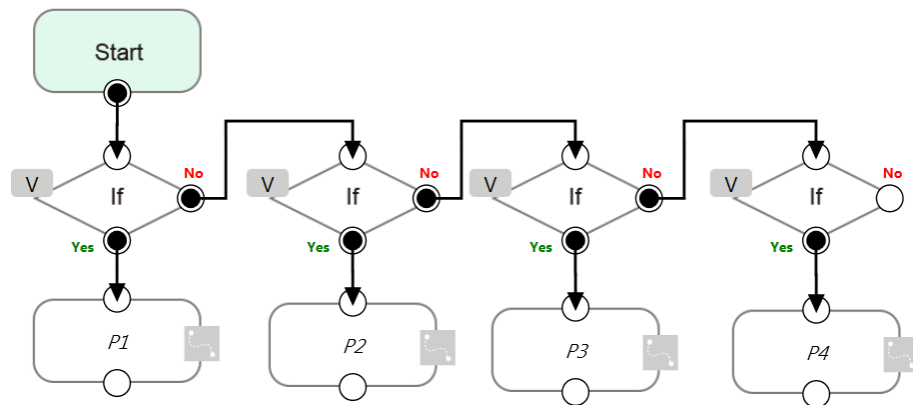 Start
No
No
No
No
V
If
V
If
V
If
V
If
Yes
Yes
Yes
Yes
P1
P2
P3
P4